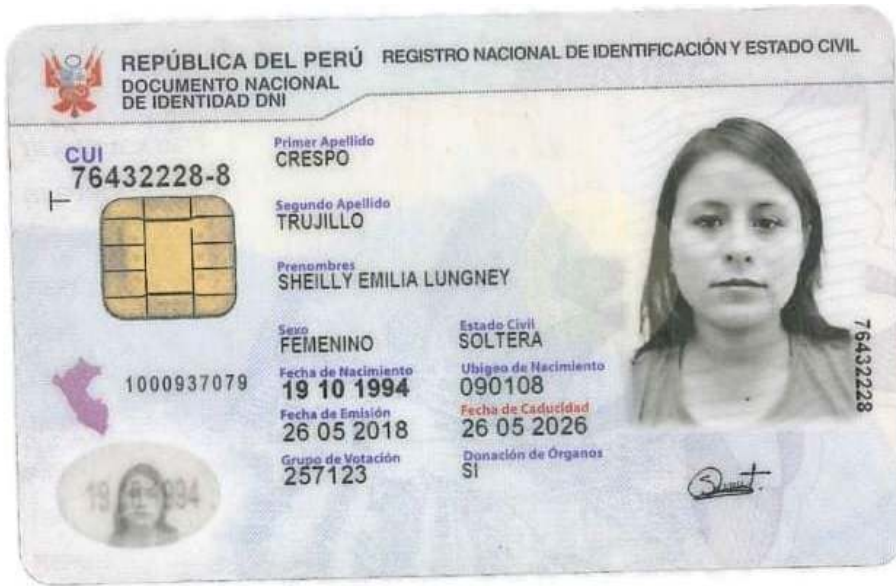 REPÚBLICA DEL PERÚ REGISTRO NACIONAL DE IDENTIFICACIÓN Y ESTADO CIVIL
DOCUMENTO NACIONAL
DE IDENTIDAD DNI
CUI
76432228-8
T
Primer Apellido
CRESPO
Segundo Apellido
TRUJILLO
Prenombres
SHEILLY EMILIA LUNGNEY
Sexo
FEMENINO
Estado Civil
SOLTERA
Fecha de Nacimiento
19 10 1994
Ubigeo de Nacimiento
090108
1000937079
Fecha de Emisión
26 05 2018
Fecha de Caducidad
26 05 2026
Grupo de Votación
257123
Donación de Órganos
SI
76432228
19 994